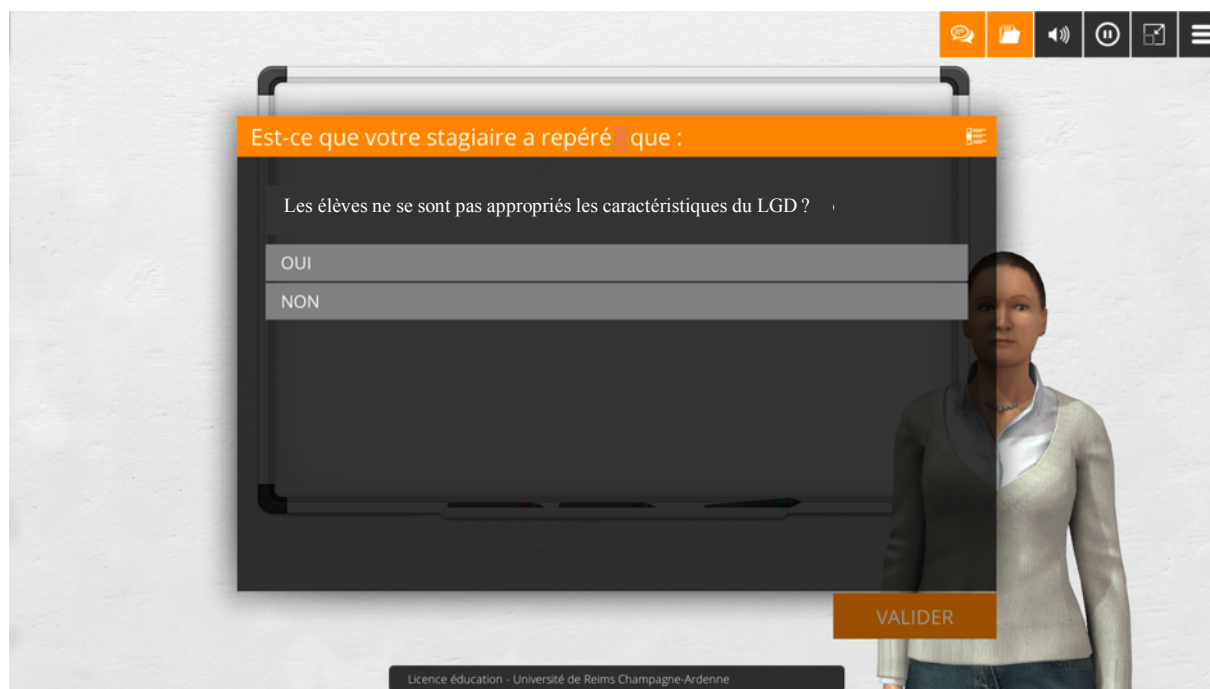 Est-ce que votre stagiaire a repéré que :
Les élèves ne se sont pas appropriés les caractéristiques du LGD ?
OUI
NON
VALIDER
Licence éducation - Université de Reims Champagne-Ardenne